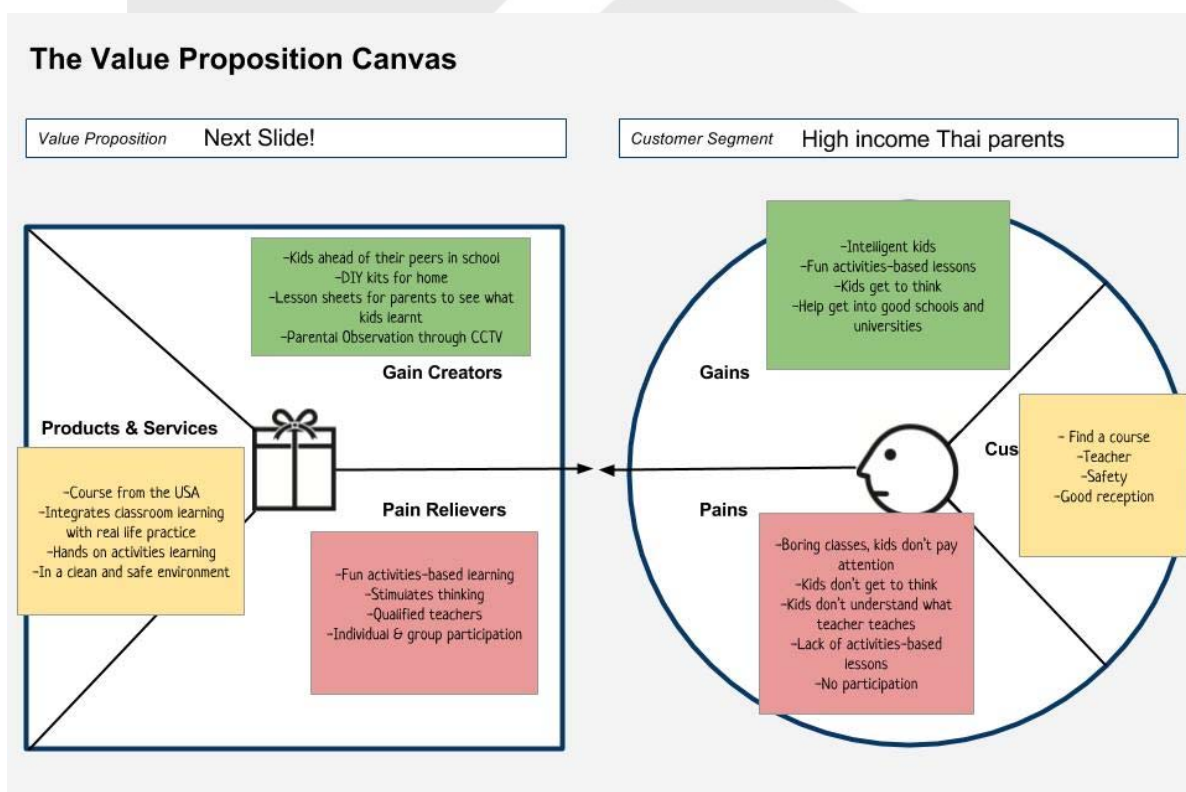 The Value Proposition Canvas
Value Proposition Next Slide!
Customer Segment High income Thai parents
-Kids ahead of their peers in school
-DIY kits for home
-Lesson sheets for parents to see what
kids learnt
-Parental Observation through CCTV
Gain Creators
Products & Services
-Course from the USA
-Integrates classroom learning
with real life practice
-Hands on activities learning
-In a clean and safe environment
Pain Relievers
-Fun activities-based learning
-Stimulates thinking
-Qualified teachers
-Individual & group participation
-Intelligent kids
-Fun activities-based lessons
-Kids get to think
-Help get into good schools and
universities
Gains
Cus
- Find a course
-Teacher
-Safety
-Good reception
Pains
-Boring classes, kids don't pay
attention
-Kids don't get to think
-Kids don't understand what
teacher teaches
-Lack of activities-based
lessons
-No participation